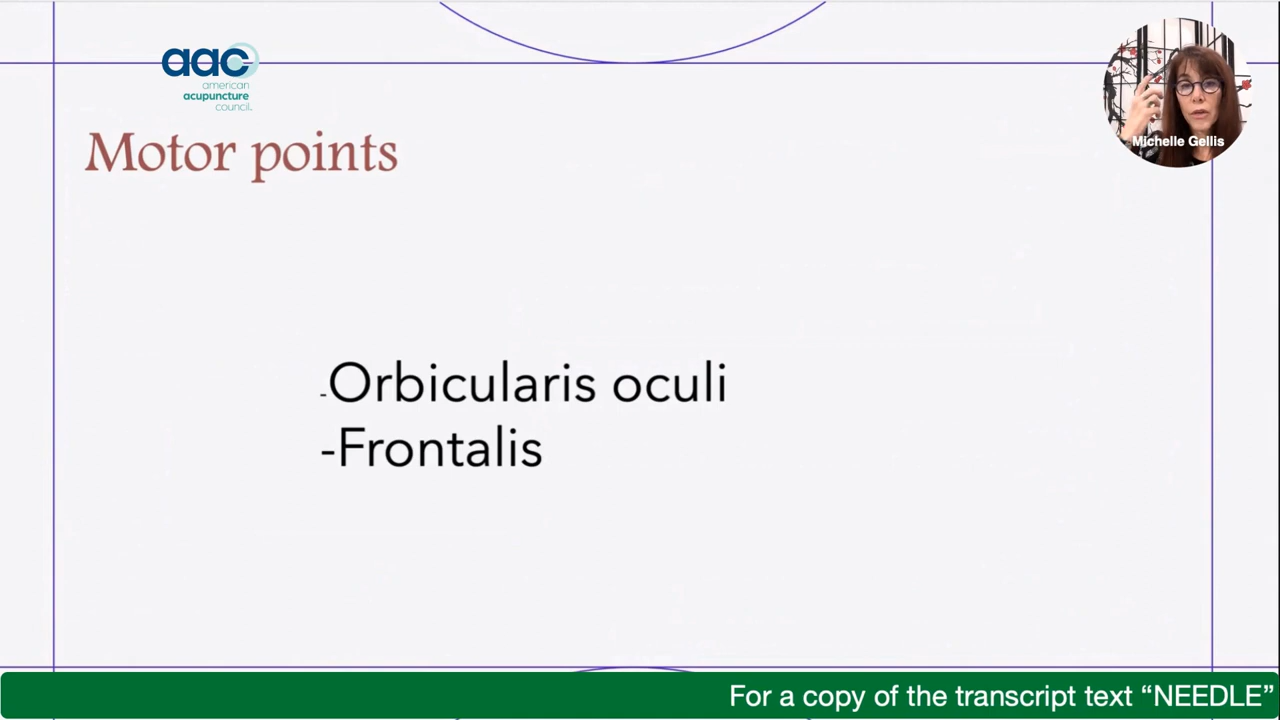 aac
american
acupuncture
council.
Michelle Gellis
Motor points
-Orbicularis oculi
-Frontalis
For a copy of the transcript text “NEEDLE”